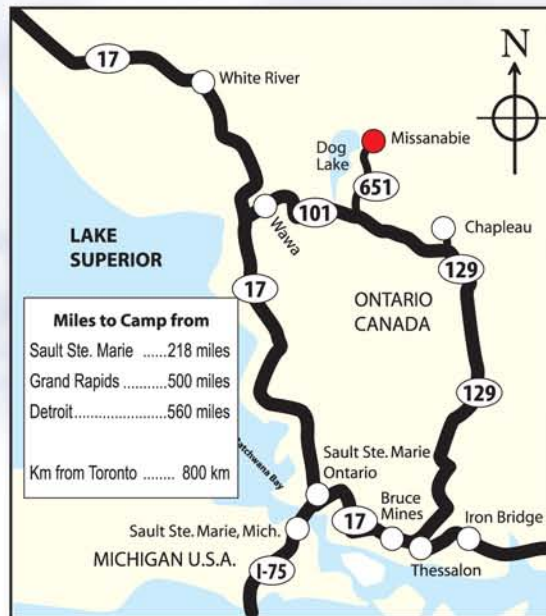 17
White River
N
Dog
Lake
Missanabie
651
101
Wawa
Chapleau
LAKE
SUPERIOR
129
17
ONTARIO
CANADA
Miles to Camp from
Sault Ste. Marie ......218 miles
Grand Rapids ...........500 miles
Detroit.......................560 miles
Km from Toronto ........ 800 km
129
Batchwana Bay
Sault Ste. Marie
Ontario
Bruce
Mines
17
Iron Bridge
Sault Ste. Marie, Mich.
MICHIGAN U.S.A.
Thessalon
I-75